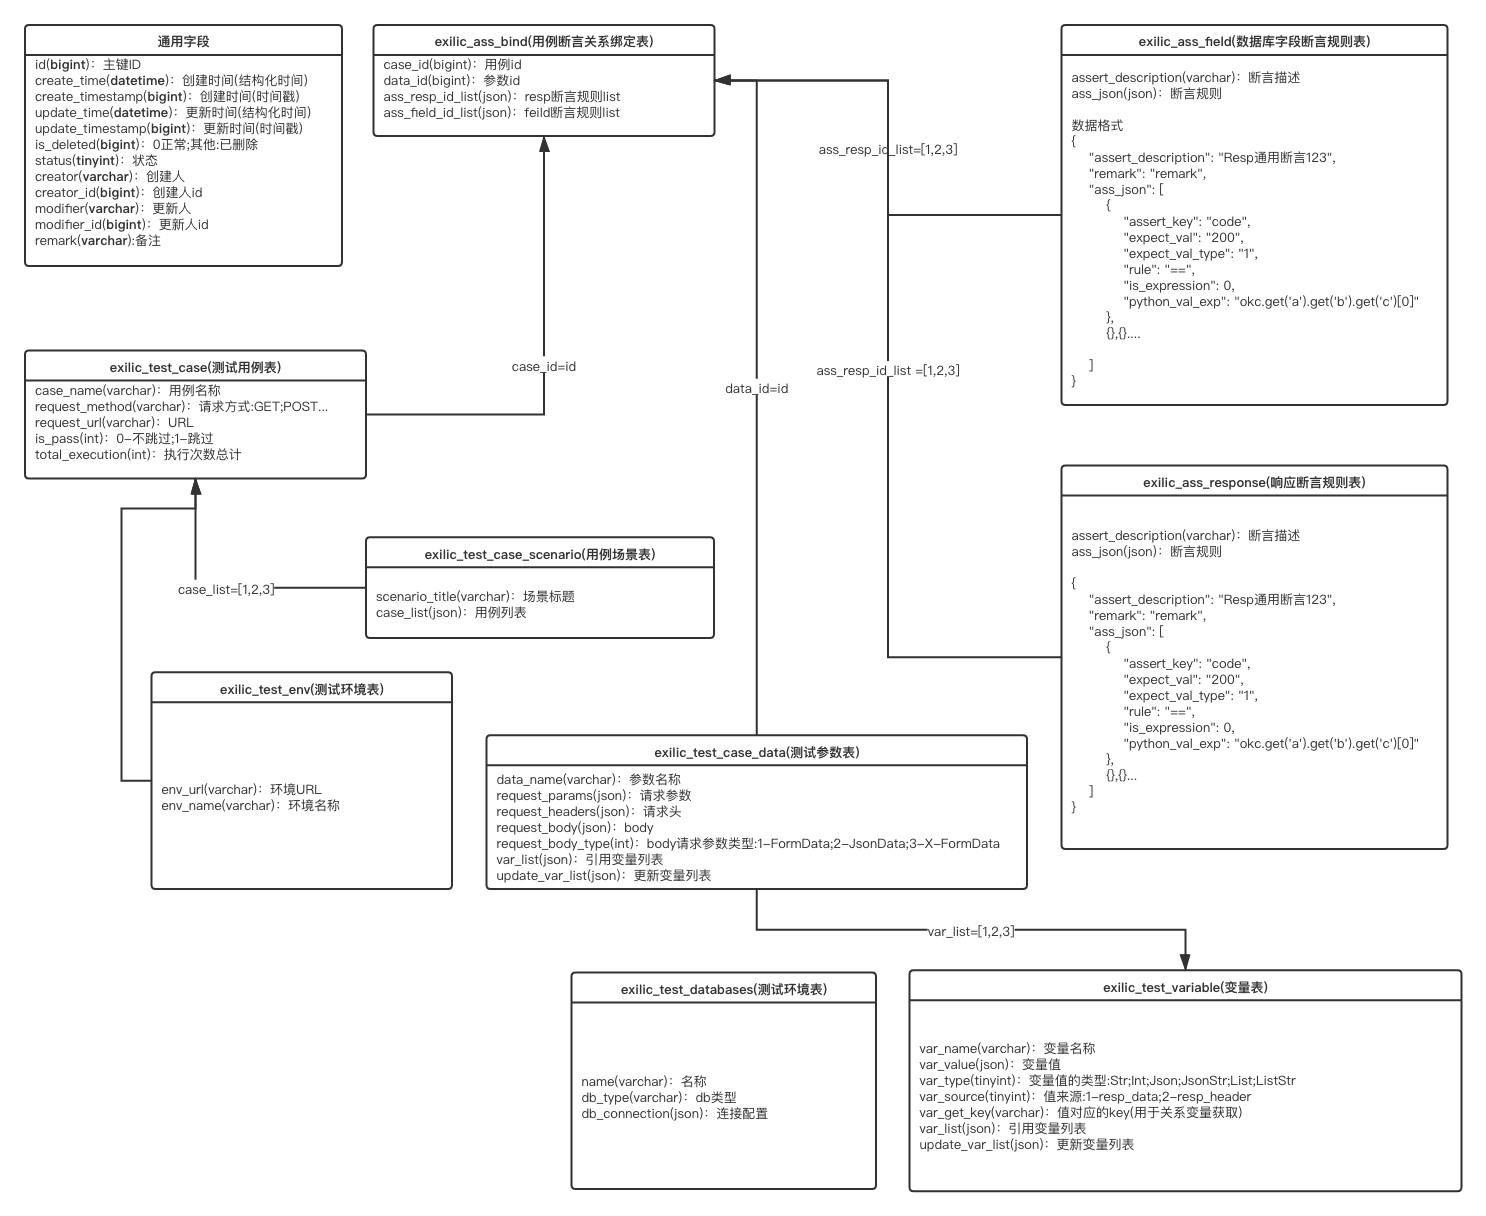 通用字段
id(bigint)：主键ID
create_time(datetime)：创建时间(结构化时间)
create_timestamp(bigint)：创建时间(时间戳)
update_time(datetime)：更新时间(结构化时间)
update_timestamp(bigint)：更新时间(时间戳)
is_deleted(bigint)：0正常;其他:已删除
status(tinyint)：状态
creator(varchar)：创建人
creator_id(bigint)：创建人id
modifier(varchar)：更新人
modifier_id(bigint)：更新人id
remark(varchar):备注
exilic_ass_bind(用例断言关系绑定表)
case_id(bigint)：用例id
data_id(bigint)：参数id
ass_resp_id_list(json)：resp断言规则list
ass_field_id_list(json)：feild断言规则list
exilic_ass_field(数据库字段断言规则表)
assert_description(varchar)：断言描述
ass_json(json)：断言规则
数据格式
{
"assert_description": "Resp通用断言123",
"remark": "remark",
"ass_json": [
{
"assert_key": "code",
"expect_val": "200",
"expect_val_type": "1",
"rule": "==",
"is_expression": 0,
"python_val_exp": "okc.get('a').get('b').get('c')[0]"
},
{},{}....
]
}
ass_resp_id_list=[1,2,3]
case_id=id
data_id=id
ass_resp_id_list =[1,2,3]
exilic_test_case(测试用例表)
case_name(varchar)：用例名称
request_method(varchar)：请求方式:GET;POST...
request_url(varchar)：URL
is_pass(int)：0-不跳过;1-跳过
total_execution(int)：执行次数总计
exilic_ass_response(响应断言规则表)
assert_description(varchar)：断言描述
ass_json(json)：断言规则
{
"assert_description": "Resp通用断言123",
"remark": "remark",
"ass_json": [
{
"assert_key": "code",
"expect_val": "200",
"expect_val_type": "1",
"rule": "==",
"is_expression": 0,
"python_val_exp": "okc.get('a').get('b').get('c')[0]"
},
{},{}...
]
}
case_list=[1,2,3]
exilic_test_case_scenario(用例场景表)
scenario_title(varchar)：场景标题
case_list(json)：用例列表
exilic_test_env(测试环境表)
env_url(varchar)：环境URL
env_name(varchar)：环境名称
exilic_test_case_data(测试参数表)
data_name(varchar)：参数名称
request_params(json)：请求参数
request_headers(json)：请求头
request_body(json)：body
request_body_type(int)：body请求参数类型:1-FormData;2-JsonData;3-X-FormData
var_list(json)：引用变量列表
update_var_list(json)：更新变量列表
var_list=[1,2,3]
exilic_test_databases(测试环境表)
name(varchar)：名称
db_type(varchar)：db类型
db_connection(json)：连接配置
exilic_test_variable(变量表)
var_name(varchar)：变量名称
var_value(json)：变量值
var_type(tinyint)：变量值的类型:Str;Int;Json;JsonStr;List;ListStr
var_source(tinyint)：值来源:1-resp_data;2-resp_header
var_get_key(varchar)：值对应的key(用于关系变量获取)
var_list(json)：引用变量列表
update_var_list(json)：更新变量列表